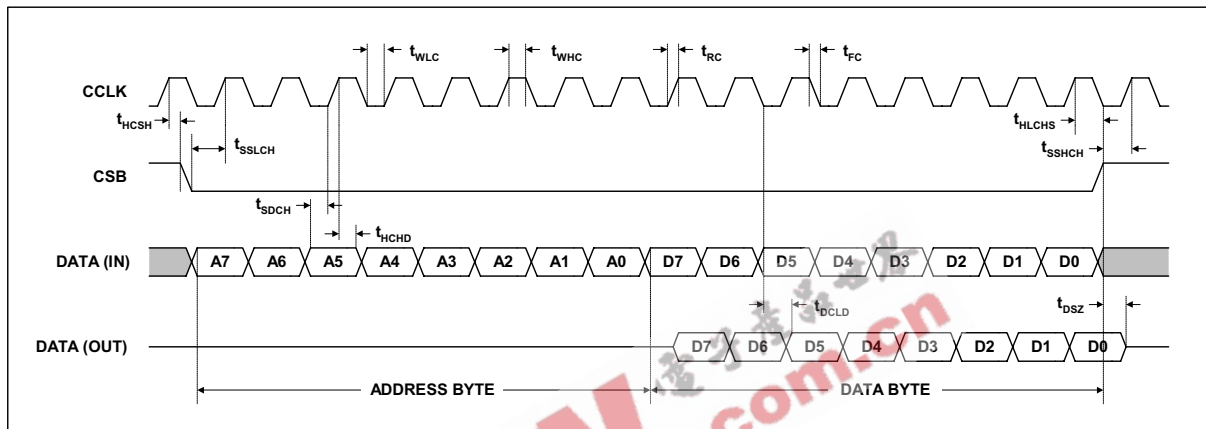 tWLC tWHC tRC tFC
CCLK
tHCSH tHLCHS
tSSLCH tSSHCH
CSB
tSDCH
tHCHD
DATA (IN) A7 A6 A5 A4 A3 A2 A1 A0 D7 D6 D5 D4 D3 D2 D1 D0
tDCLD tDSZ
DATA (OUT) D7 D6 D5 D4 D3 D2 D1 D0
ADDRESS BYTE DATA BYTE
com.cn